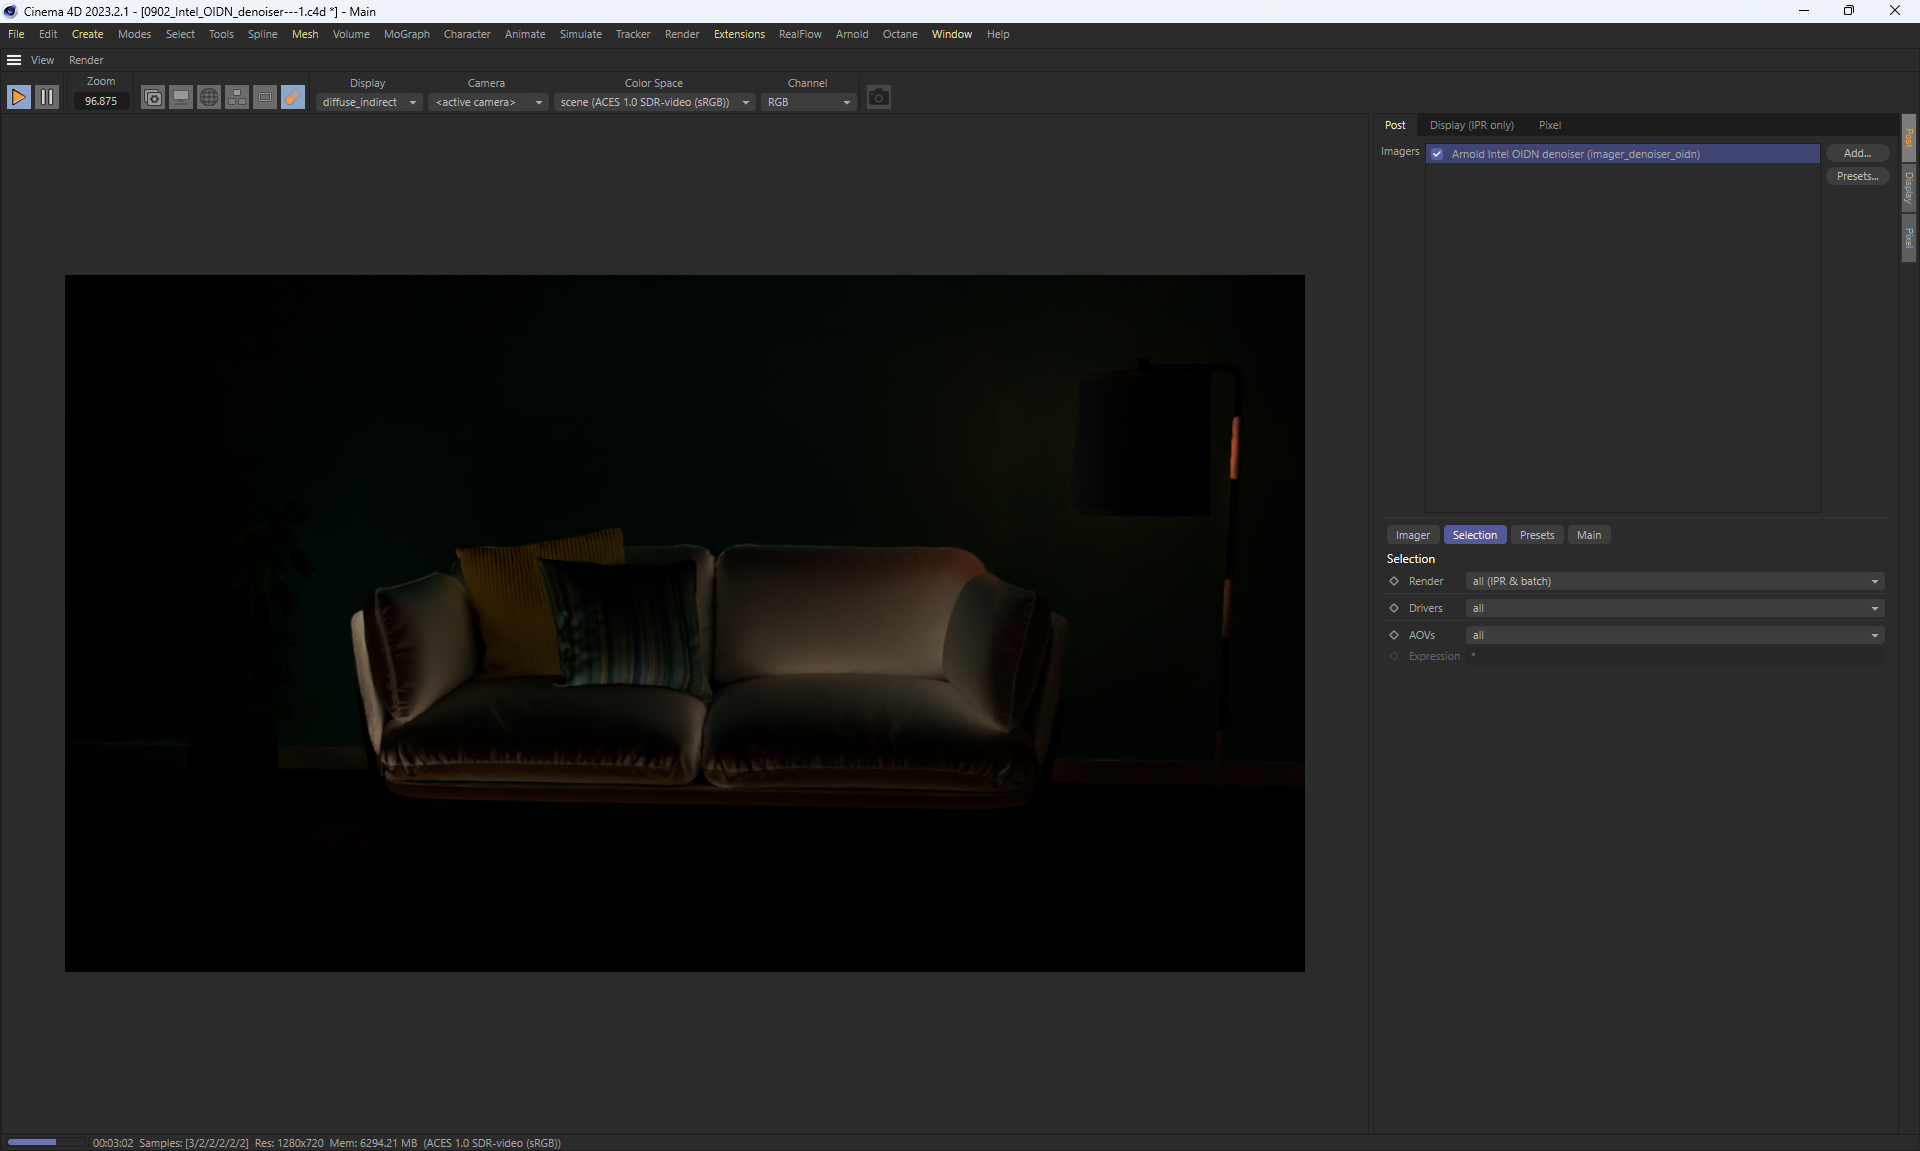 Cinema 4D 2023.2.1 - [0902_Intel_OIDN_denoiser---1.c4d *] - Main
File Edit Create Modes Select Tools Spline Mesh Volume MoGraph Character Animate Simulate Tracker Render Extensions RealFlow Arnold Octane Window Help
View Render
Zoom Display Camera Color Space Channel
96.875 diffuse_indirect <active camera> scene (ACES 1.0 SDR-video (sRGB)) RGB
Post Display (IPR only) Pixel
Imagers Arnold Intel OIDN denoiser (imager_denoiser_oidn) Add...
Presets...
Post
Display
Pixel
Imager Selection Presets Main
Selection
Render all (IPR & batch)
Drivers all
AOVs all
Expression *
00:03:02 Samples: [3/2/2/2/2/2] Res: 1280x720 Mem: 6294.21 MB (ACES 1.0 SDR-video (sRGB))